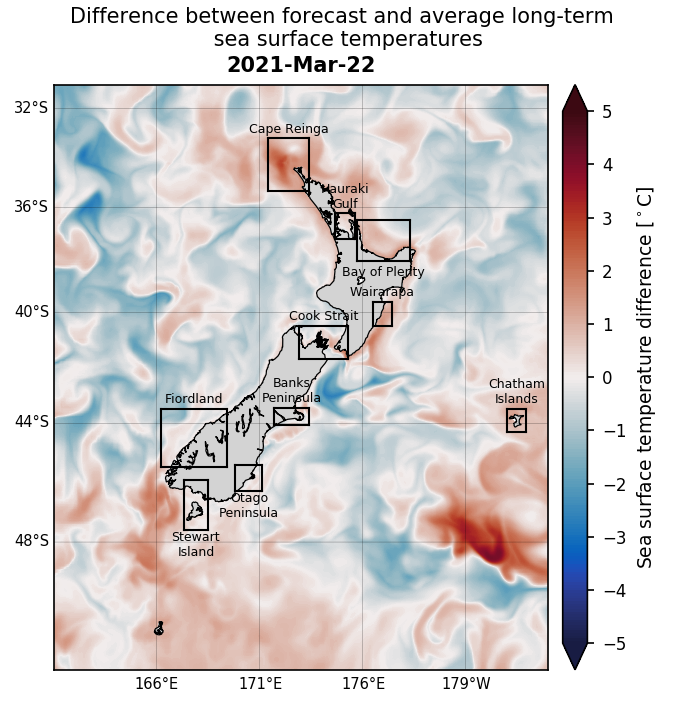 Difference between forecast and average long-term
sea surface temperatures
2021-Mar-22
32°S
36°S
40°S
44°S
48°S
Cape Reinga
Hauraki
Gulf
Bay of Plenty
Wairarapa
Cook Strait
Banks
Peninsula
Fiordland
Chatham
Islands
Otago
Peninsula
Stewart
Island
166°E
171°E
176°E
179°W
5
4
3
2
1
0
−1
−2
−3
−4
−5
Sea surface temperature difference [°C]